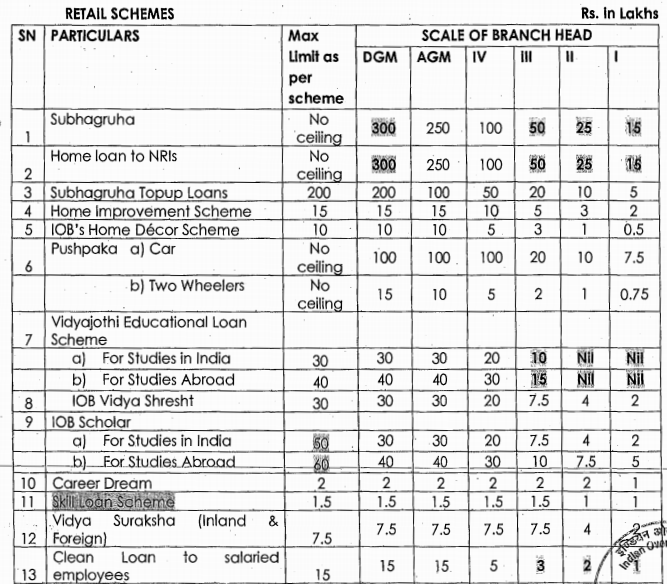 RETAIL SCHEMES Rs. In Lakhs
SN PARTICULARS Max Limit as per scheme SCALE OF BRANCH HEAD
DGM AGM IV III II I
1 Subhagruha No ceiling 300 250 100 50 25 15
2 Home loan to NRIs No ceiling 300 250 100 50 25 15
3 Subhagruha Topup Loans 200 200 100 50 20 10 5
4 Home Improvement Scheme 15 15 15 10 5 3 2
5 IOB's Home Décor Scheme 10 10 10 5 3 1 0.5
6 Pushpaka a) Car No ceiling 100 100 100 20 10 7.5
b) Two Wheelers No ceiling 15 10 5 2 1 0.75
7 Vidyajothi Educational Loan Scheme
a) For Studies in India 30 30 30 20 10 Nil Nil
b) For Studies Abroad 40 40 40 30 15 Nil Nil
8 IOB Vidya Shresht 30 30 30 20 7.5 4 2
9 IOB Scholar
a) For Studies in India 50 30 30 20 7.5 4 2
b) For Studies Abroad 60 40 40 30 10 7.5 5
10 Career Dream 2 2 2 2 2 2 1
11 Skill Loan Scheme 1.5 1.5 1.5 1.5 1.5 1 1
12 Vidya Suraksha (Inland & Foreign) 7.5 7.5 7.5 7.5 7.5 4 2
13 Clean Loan to salaried employees 15 15 15 5 3 2 1
Indian Over